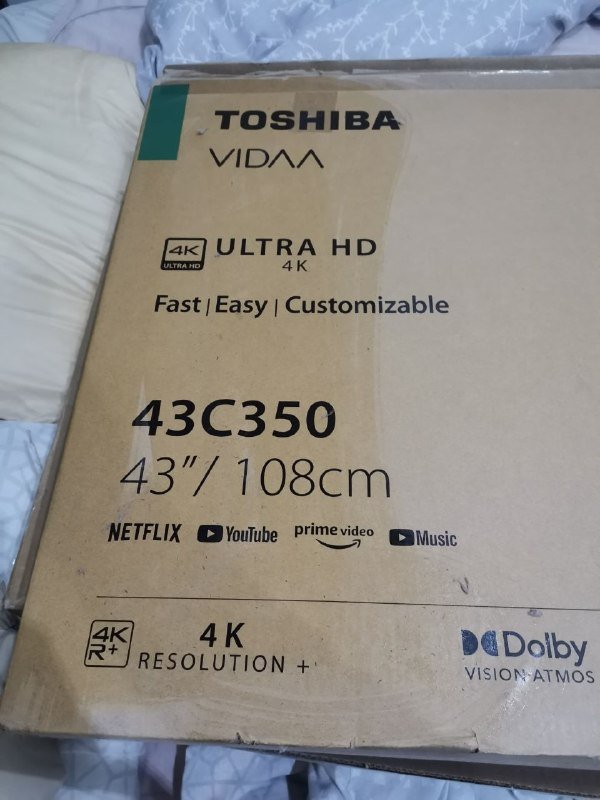 TOSHIBA
VIDAA
4K ULTRA HD
ULTRA HD
4K
Fast | Easy | Customizable
43C350
43"/ 108cm
NETFLIX YouTube prime video Music
4K R+
4K
RESOLUTION +
Dolby
VISION·ATMOS